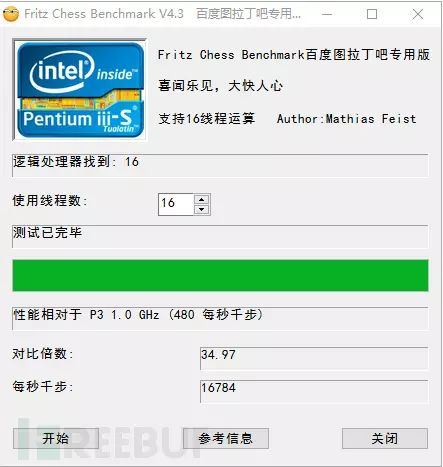 Fritz Chess Benchmark V4.3 百度图拉丁吧专用...
intel inside
Pentium iii-S
Tualatin
Fritz Chess Benchmark百度图拉丁吧专用版
喜闻乐见，大快人心
支持16线程运算 Author:Mathias Feist
逻辑处理器找到: 16
使用线程数: 16
测试已完毕
性能相对于 P3 1.0 GHz (480 每秒千步)
对比倍数: 34.97
每秒千步: 16784
开始 参考信息 关闭
FREEBUF